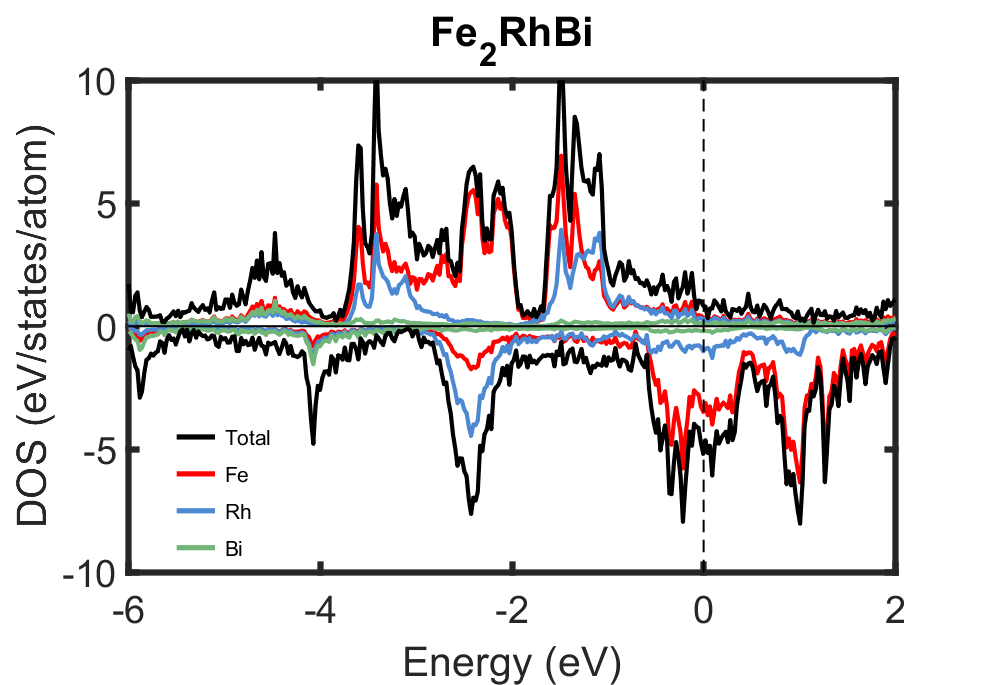 Fe2RhBi
10
5
0
-5
-10
DOS (eV/states/atom)
Total
Fe
Rh
Bi
-6 -4 -2 0 2
Energy (eV)